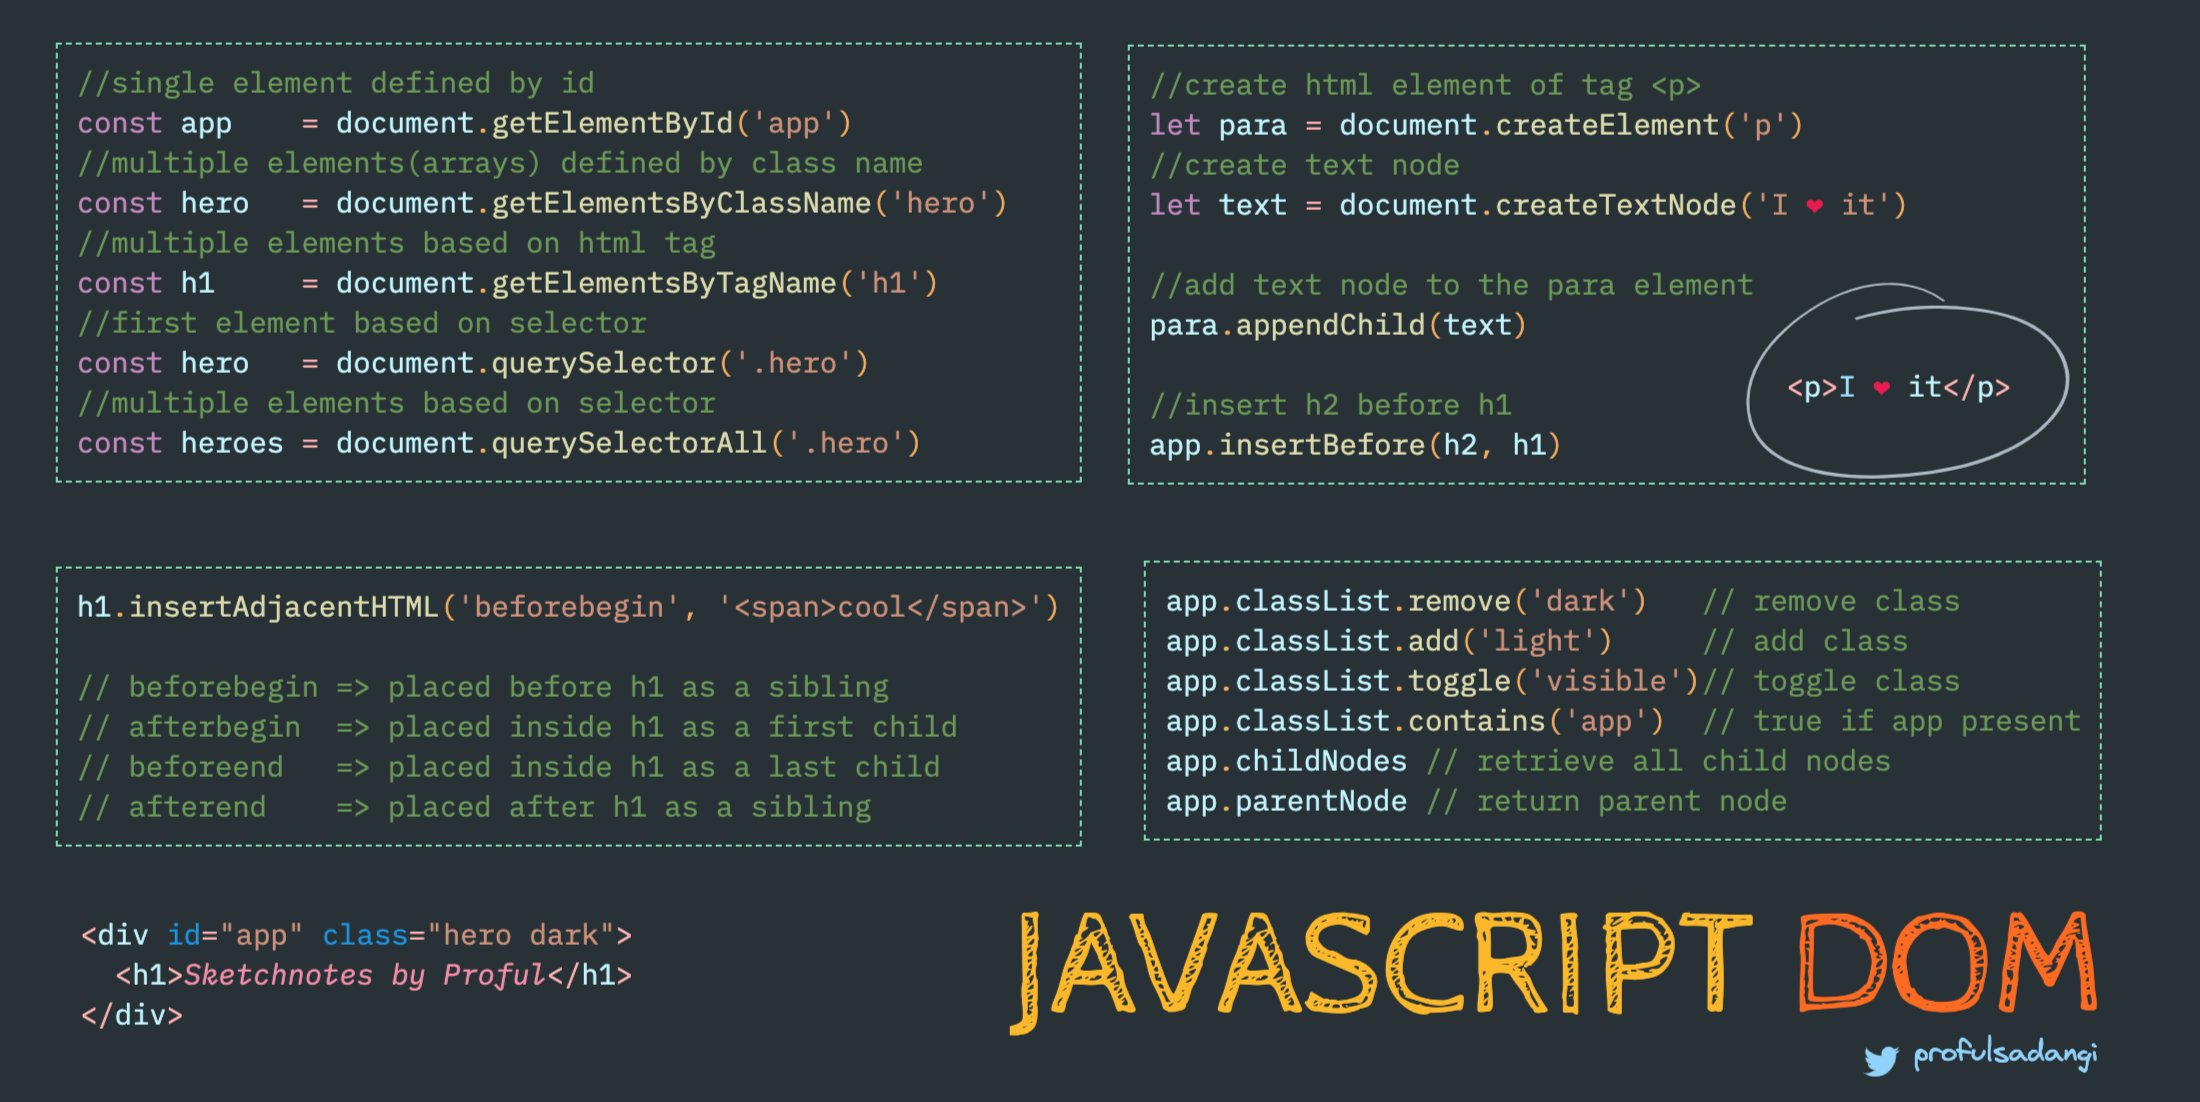 //single element defined by id
const app    = document.getElementById('app')
//multiple elements(arrays) defined by class name
const hero   = document.getElementsByClassName('hero')
//multiple elements based on html tag
const h1     = document.getElementsByTagName('h1')
//first element based on selector
const hero   = document.querySelector('.hero')
//multiple elements based on selector
const heroes = document.querySelectorAll('.hero')
//create html element of tag <p>
let para = document.createElement('p')
//create text node
let text = document.createTextNode('I ❤ it')
//add text node to the para element
para.appendChild(text)
//insert h2 before h1
app.insertBefore(h2, h1)
<p>I ❤ it</p>
h1.insertAdjacentHTML('beforebegin', '<span>cool</span>')
// beforebegin => placed before h1 as a sibling
// afterbegin  => placed inside h1 as a first child
// beforeend   => placed inside h1 as a last child
// afterend    => placed after h1 as a sibling
app.classList.remove('dark')   // remove class
app.classList.add('light')     // add class
app.classList.toggle('visible')// toggle class
app.classList.contains('app')  // true if app present
app.childNodes // retrieve all child nodes
app.parentNode // return parent node
<div id="app" class="hero dark">
  <h1>Sketchnotes by Proful</h1>
</div>
JAVASCRIPT DOM
profulsadangi